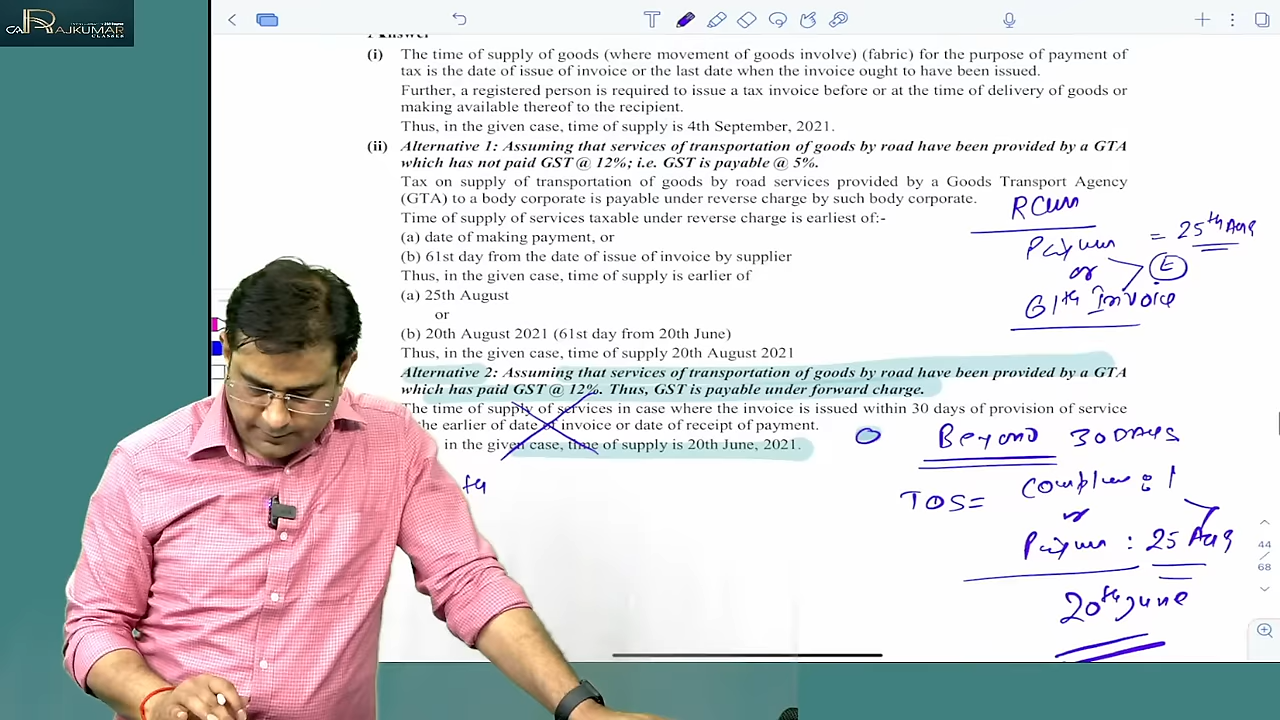 CA RAJKUMAR
CLASSES
Answer
(i) The time of supply of goods (where movement of goods involve) (fabric) for the purpose of payment of
tax is the date of issue of invoice or the last date when the invoice ought to have been issued.
Further, a registered person is required to issue a tax invoice before or at the time of delivery of goods or
making available thereof to the recipient.
Thus, in the given case, time of supply is 4th September, 2021.
(ii) Alternative 1: Assuming that services of transportation of goods by road have been provided by a GTA
which has not paid GST @ 12%; i.e. GST is payable @ 5%.
Tax on supply of transportation of goods by road services provided by a Goods Transport Agency
(GTA) to a body corporate is payable under reverse charge by such body corporate.
Time of supply of services taxable under reverse charge is earliest of:-
(a) date of making payment, or
(b) 61st day from the date of issue of invoice by supplier
Thus, in the given case, time of supply is earlier of
(a) 25th August
or
(b) 20th August 2021 (61st day from 20th June)
Thus, in the given case, time of supply 20th August 2021
Alternative 2: Assuming that services of transportation of goods by road have been provided by a GTA
which has paid GST @ 12%. Thus, GST is payable under forward charge.
The time of supply of services in case where the invoice is issued within 30 days of provision of service
the earlier of date of invoice or date of receipt of payment.
in the given case, time of supply is 20th June, 2021.
RCM
= 25th Aug
or
E
61th Invoice
Beyond 30 DAYS
TOS =
or
: 25 Aug
20th June
44
68